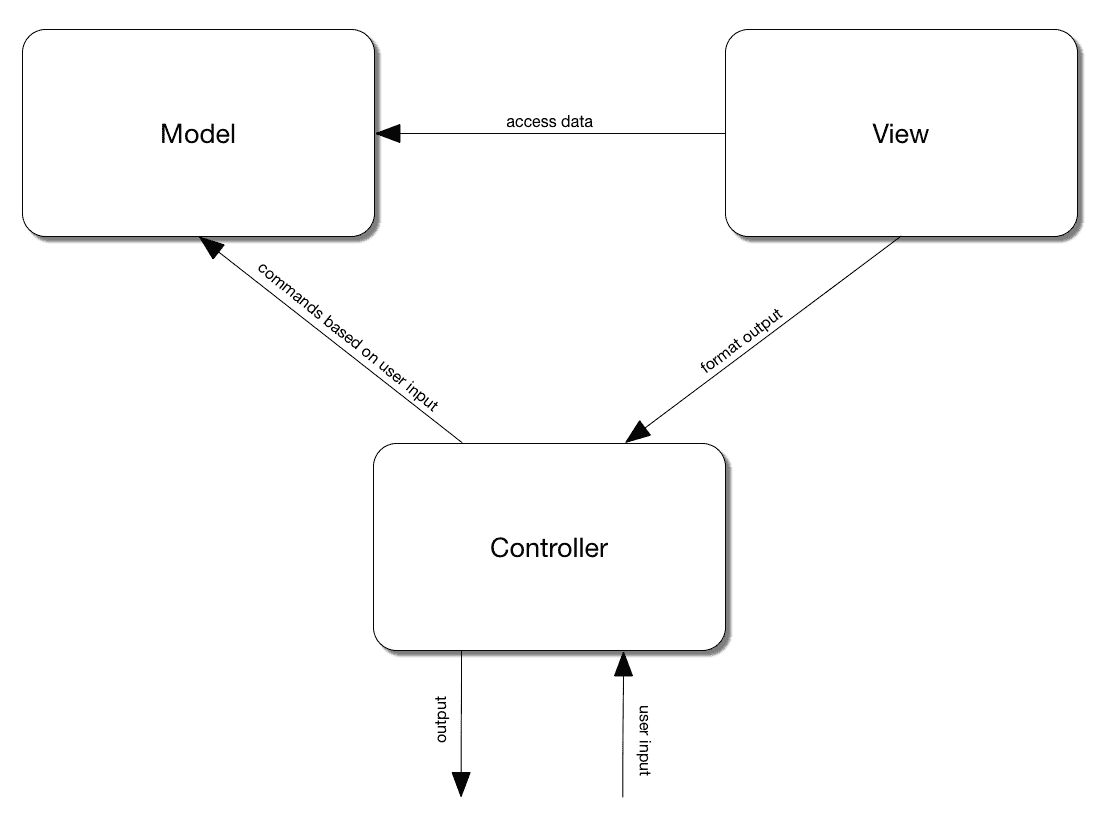 Model
access data
View
commands based on user input
format output
Controller
output
user input